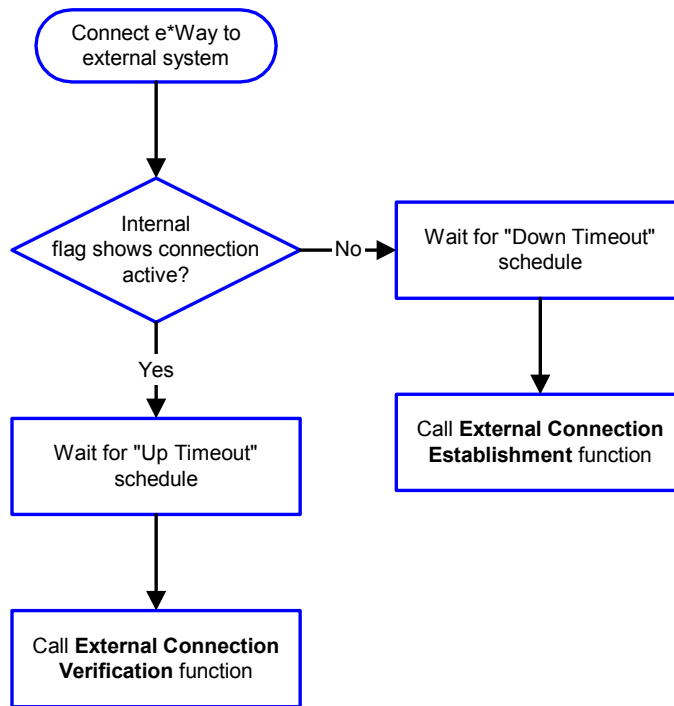 Connect e*Way to
external system
Internal
flag shows connection
active?
No
Wait for "Down Timeout"
schedule
Yes
Call External Connection
Establishment function
Wait for "Up Timeout"
schedule
Call External Connection
Verification function